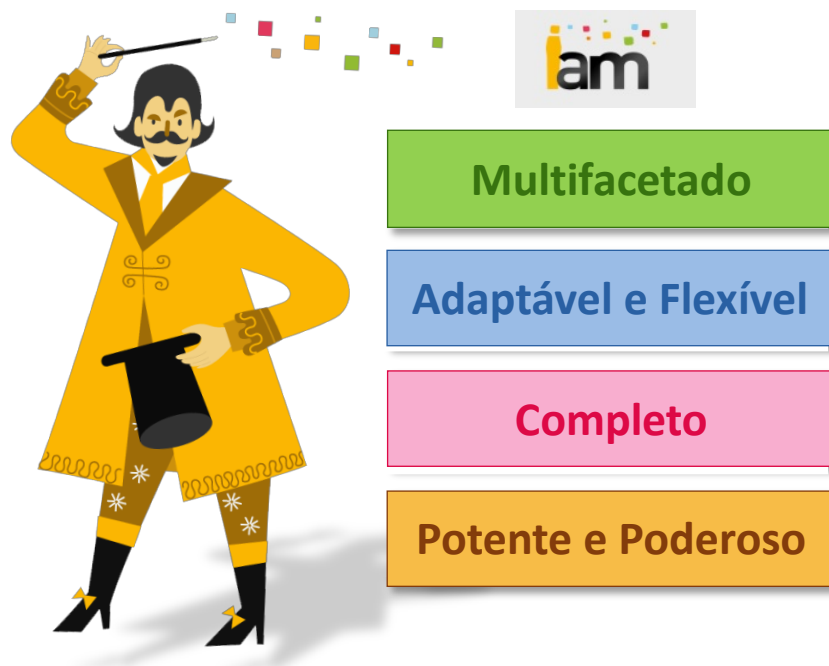 iam
Multifacetado
Adaptável e Flexível
Completo
Potente e Poderoso